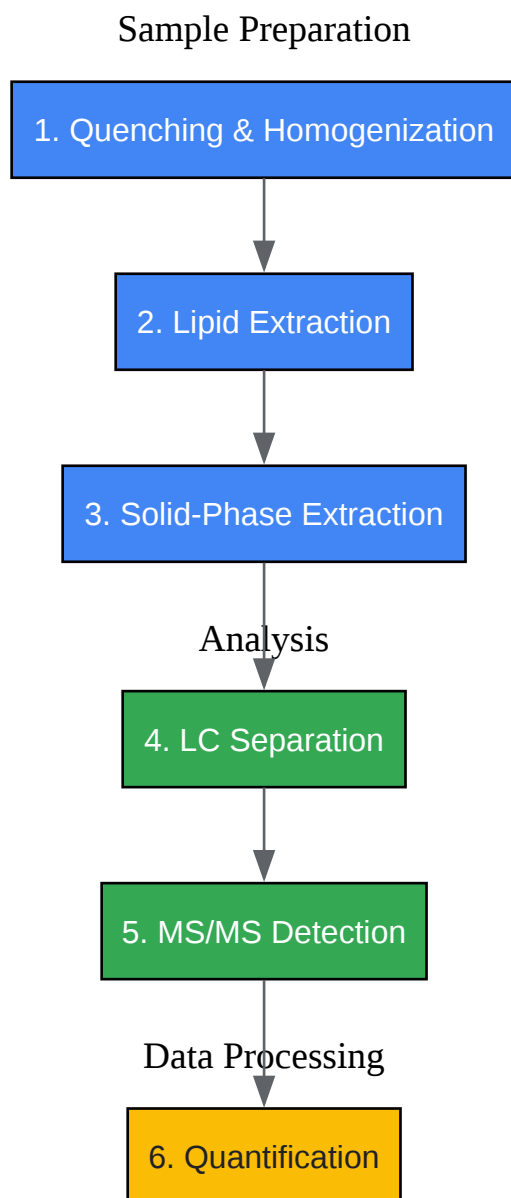 Sample Preparation
1. Quenching & Homogenization
2. Lipid Extraction
3. Solid-Phase Extraction
Analysis
4. LC Separation
5. MS/MS Detection
Data Processing
6. Quantification